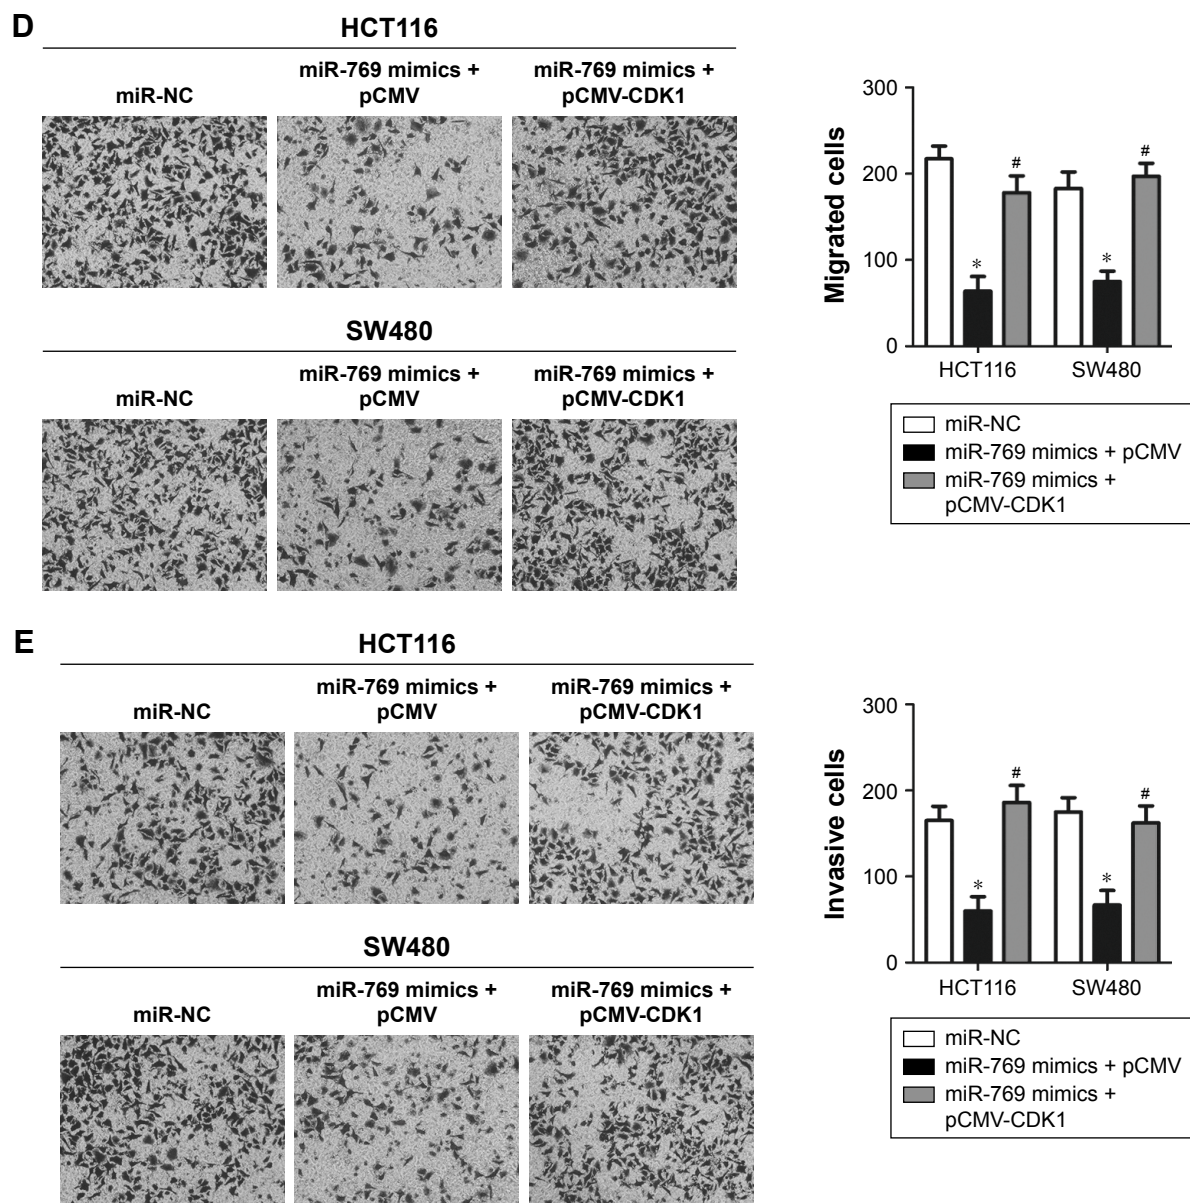 D
HCT116
miR-NC
miR-769 mimics +
pCMV
miR-769 mimics +
pCMV-CDK1
SW480
miR-NC
miR-769 mimics +
pCMV
miR-769 mimics +
pCMV-CDK1
Migrated cells
300
200
100
0
*
#
*
#
HCT116
SW480
miR-NC
miR-769 mimics + pCMV
miR-769 mimics +
pCMV-CDK1
E
HCT116
miR-NC
miR-769 mimics +
pCMV
miR-769 mimics +
pCMV-CDK1
SW480
miR-NC
miR-769 mimics +
pCMV
miR-769 mimics +
pCMV-CDK1
Invasive cells
300
200
100
0
*
#
*
#
HCT116
SW480
miR-NC
miR-769 mimics + pCMV
miR-769 mimics +
pCMV-CDK1